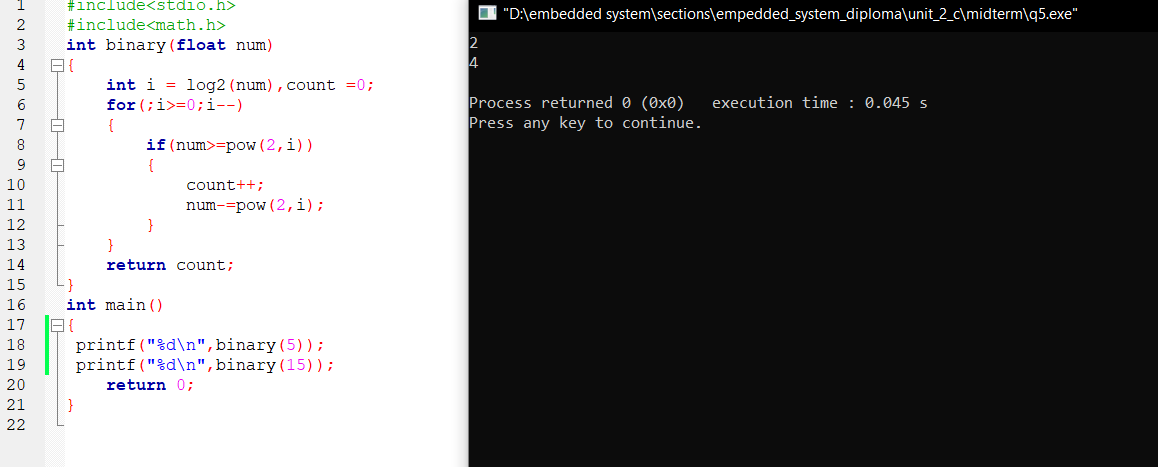 1 #include<stdio.h>
2 #include<math.h>
3 int binary(float num)
4 {
5 int i = log2(num),count =0;
6 for(;i>=0;i--)
7 {
8 if(num>=pow(2,i))
9 {
10 count++;
11 num-=pow(2,i);
12 }
13 }
14 return count;
15 }
16 int main()
17 {
18 printf("%d\n",binary(5));
19 printf("%d\n",binary(15));
20 return 0;
21 }
22
"D:\embedded system\sections\empedded_system_diploma\unit_2_c\midterm\q5.exe"
2
4
Process returned 0 (0x0) execution time : 0.045 s
Press any key to continue.